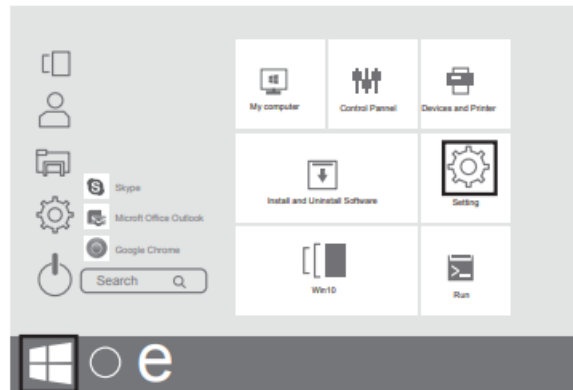 My computer
Control Pannel
Devices and Printer
Skype
Install and Uninstall Software
Setting
Microft Office Outlook
Google Chrome
Search
Win10
Run
e